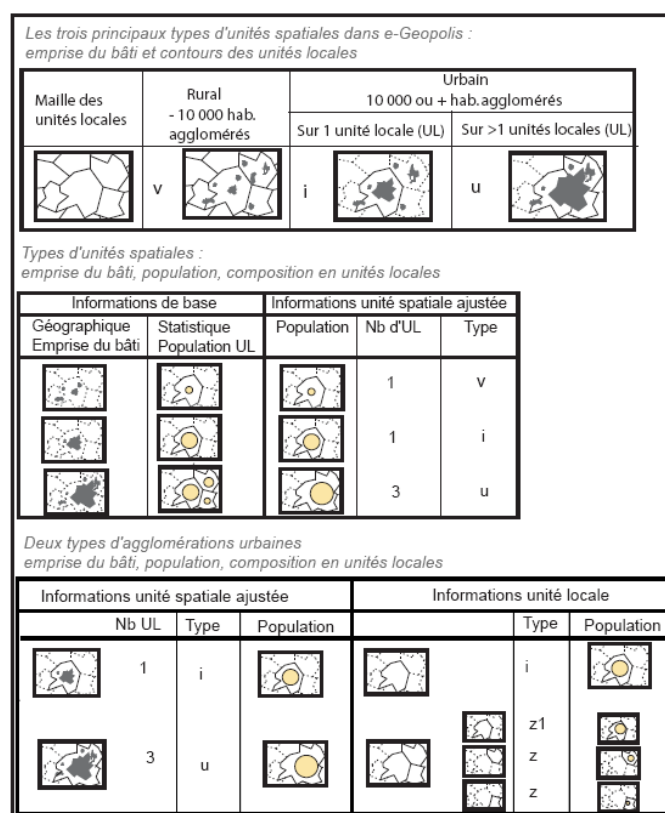 Les trois principaux types d'unités spatiales dans e-Geopolis :
emprise du bâti et contours des unités locales
Maille des
unités locales
Rural
- 10 000 hab.
agglomérés
Urbain
10 000 ou + hab. agglomérés
Sur 1 unité locale (UL)
Sur >1 unités locales (UL)
v
i
u
Types d'unités spatiales :
emprise du bâti, population, composition en unités locales
Informations de base
Informations unité spatiale ajustée
Géographique
Emprise du bâti
Statistique
Population UL
Population
Nb d'UL
Type
1
v
1
i
3
u
Deux types d'agglomérations urbaines
emprise du bâti, population, composition en unités locales
Informations unité spatiale ajustée
Informations unité locale
Nb UL
Type
Population
Type
Population
1
i
i
3
u
z1
z
z